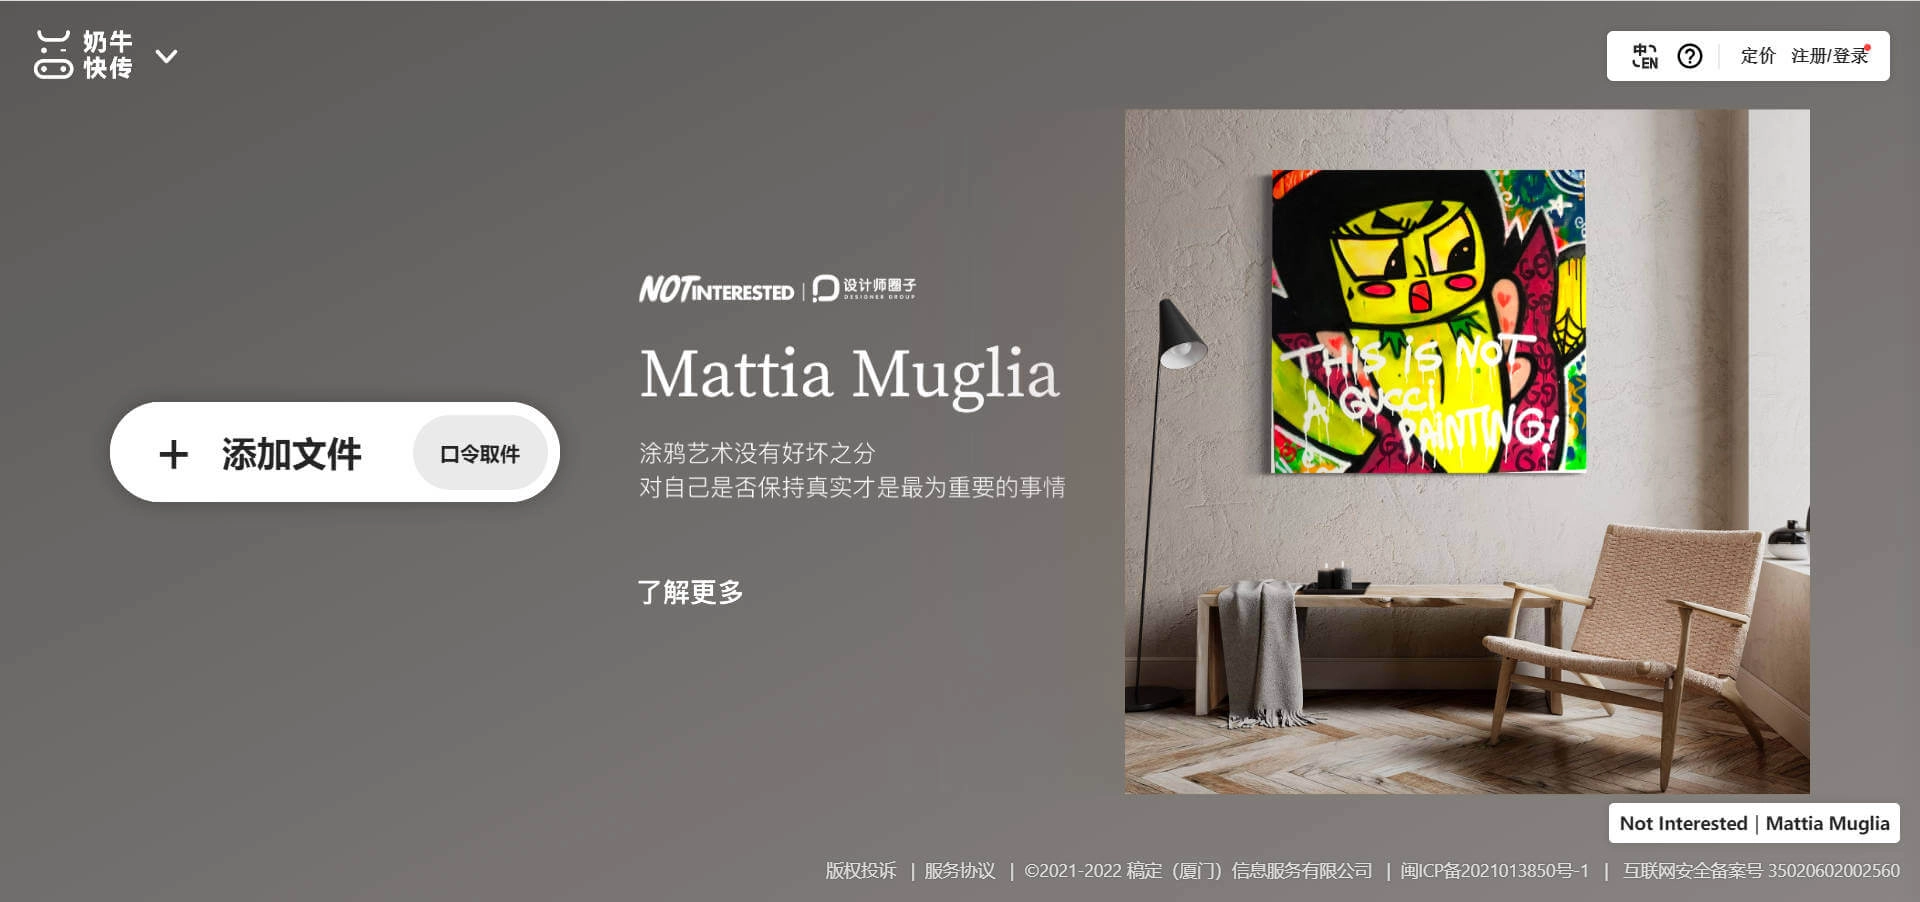 奶牛
快传
中
EN
?
定价 注册/登录
NOT INTERESTED | 设计师圈子
DESIGNER GROUP
Mattia Muglia
涂鸦艺术没有好坏之分
对自己是否保持真实才是最为重要的事情
添加文件
口令取件
了解更多
THIS IS NOT
A GUCCI
PAINTING!
Not Interested | Mattia Muglia
版权投诉 | 服务协议 | ©2021-2022 稿定（厦门）信息服务有限公司 | 闽ICP备2021013850号-1 | 互联网安全备案号 35020602002560